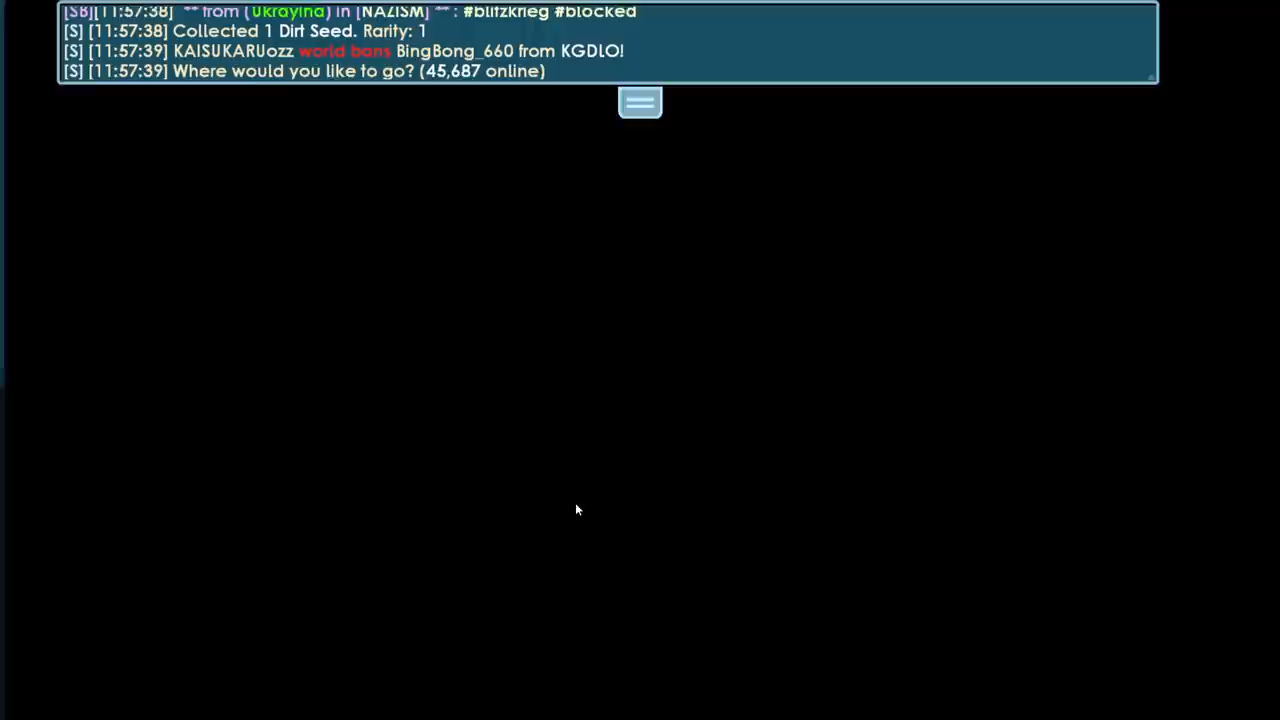 [SB][11:57:38] ** from (Ukrayina) in [NAZISM] ** : #blitzkrieg #blocked
[S] [11:57:38] Collected 1 Dirt Seed. Rarity: 1
[S] [11:57:39] KAISUKARUozz world bans BingBong_660 from KGDLO!
[S] [11:57:39] Where would you like to go? (45,687 online)